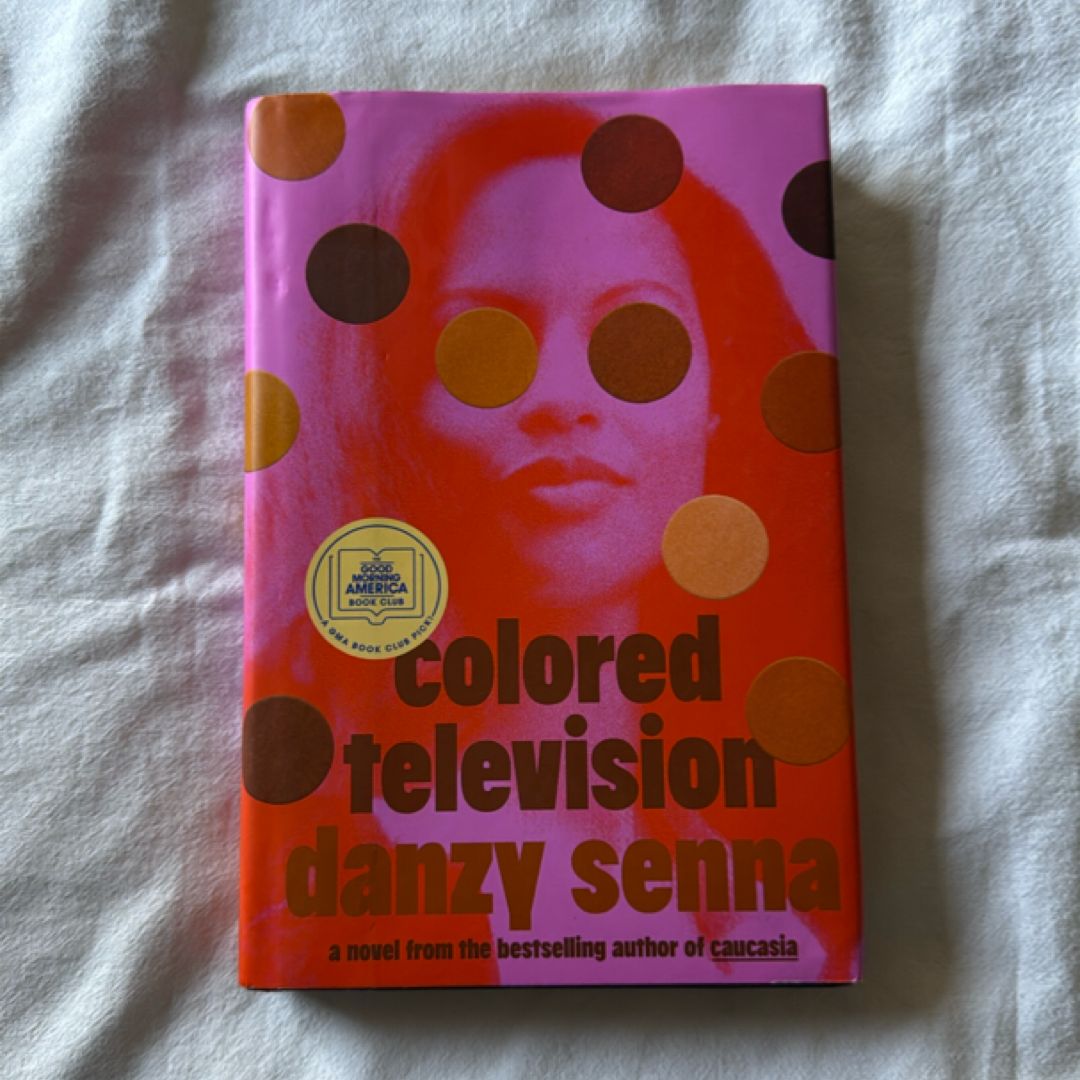 THE
GOOD
MORNING
AMERICA
BOOK CLUB
A GMA BOOK CLUB PICK!
colored
television
danzy senna
a novel from the bestselling author of caucasia